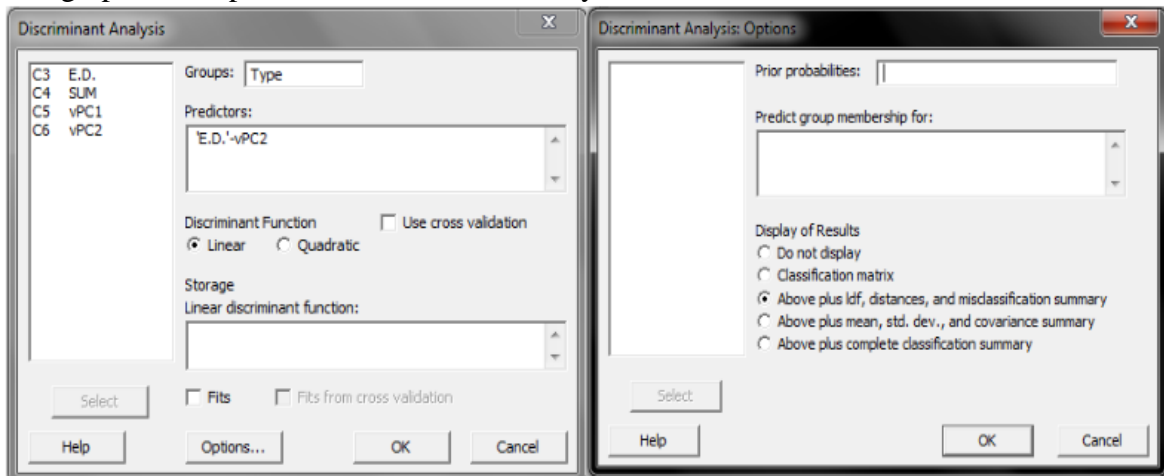 Discriminant Analysis
X
C3 E.D.
C4 SUM
C5 vPC1
C6 vPC2
Groups: Type
Predictors:
'E.D.'-vPC2
Discriminant Function
Use cross validation
Linear
Quadratic
Storage
Linear discriminant function:
Select
Fits
Fits from cross validation
Help
Options...
OK
Cancel
Discriminant Analysis: Options
X
Prior probabilities:
Predict group membership for:
Display of Results
Do not display
Classification matrix
Above plus ldf, distances, and misclassification summary
Above plus mean, std. dev., and covariance summary
Above plus complete classification summary
Select
Help
OK
Cancel